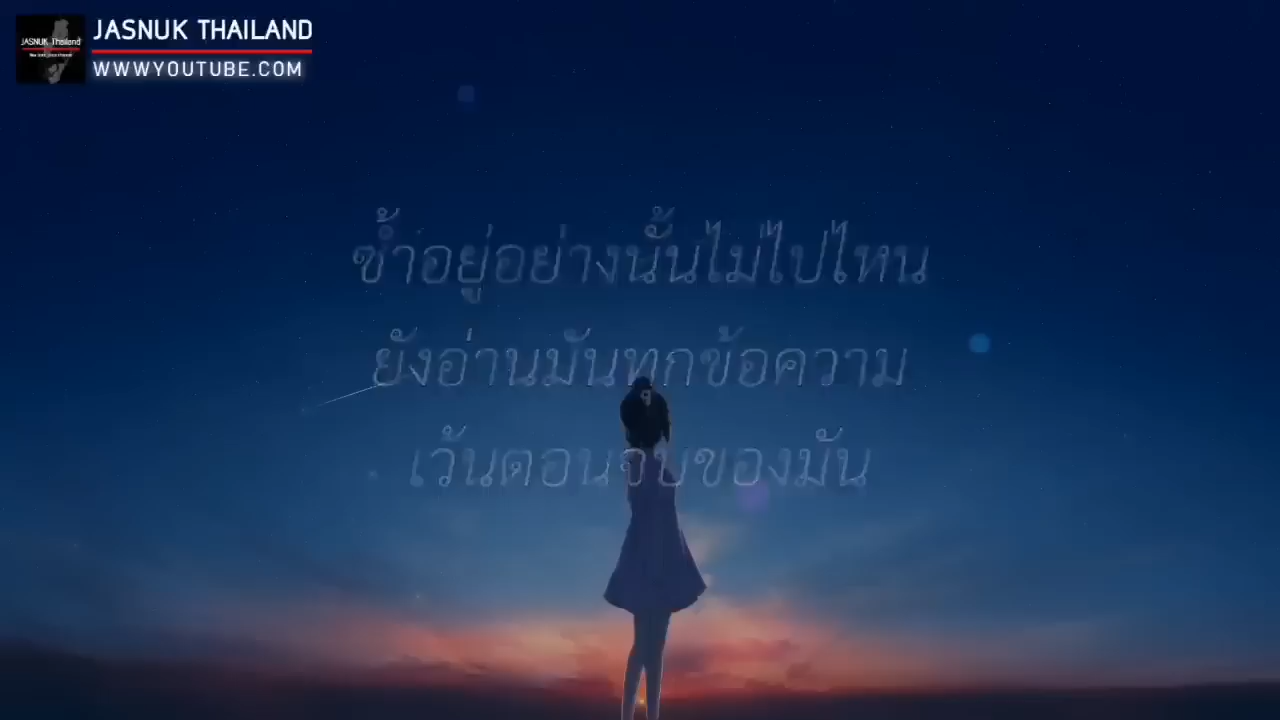 JASNUK THAILAND
WWWYOUTUBE.COM
JASNUK Thailand
ซ้ำอยู่อย่างนั้นไม่ไปไหน
ยังอ่านมันทุกข้อความ
เว้นตอนจบของมัน